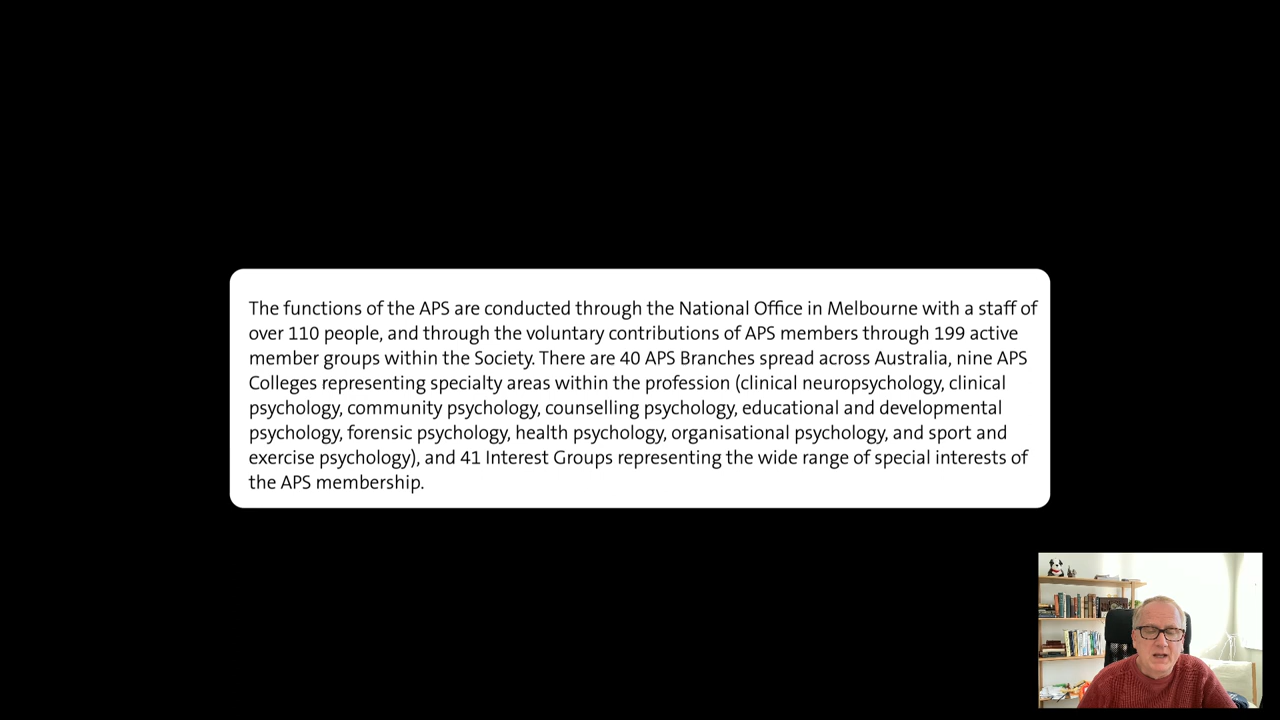 The functions of the APS are conducted through the National Office in Melbourne with a staff of
over 110 people, and through the voluntary contributions of APS members through 199 active
member groups within the Society. There are 40 APS Branches spread across Australia, nine APS
Colleges representing specialty areas within the profession (clinical neuropsychology, clinical
psychology, community psychology, counselling psychology, educational and developmental
psychology, forensic psychology, health psychology, organisational psychology, and sport and
exercise psychology), and 41 Interest Groups representing the wide range of special interests of
the APS membership.